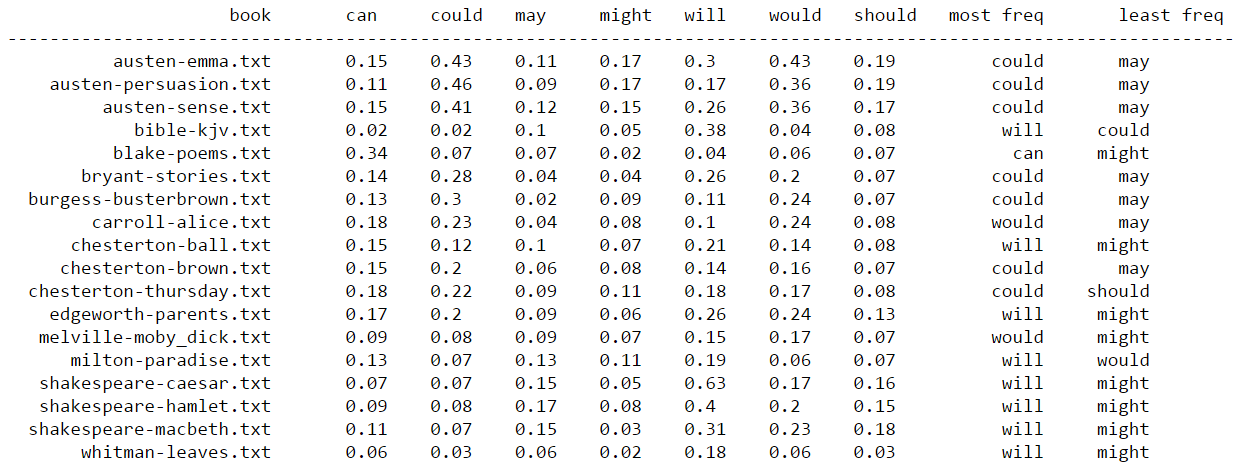 book can could may might will would should most freq least freq
---------------------------------------------------------------------------------------------------------------------
austen-emma.txt 0.15 0.43 0.11 0.17 0.3 0.43 0.19 could may
austen-persuasion.txt 0.11 0.46 0.09 0.17 0.17 0.36 0.19 could may
austen-sense.txt 0.15 0.41 0.12 0.15 0.26 0.36 0.17 could may
bible-kjv.txt 0.02 0.02 0.1 0.05 0.38 0.04 0.08 will could
blake-poems.txt 0.34 0.07 0.07 0.02 0.04 0.06 0.07 can might
bryant-stories.txt 0.14 0.28 0.04 0.04 0.26 0.2 0.07 could may
burgess-busterbrown.txt 0.13 0.3 0.02 0.09 0.11 0.24 0.07 could may
carroll-alice.txt 0.18 0.23 0.04 0.08 0.1 0.24 0.08 would may
chesterton-ball.txt 0.15 0.12 0.1 0.07 0.21 0.14 0.08 will might
chesterton-brown.txt 0.15 0.2 0.06 0.08 0.14 0.16 0.07 could may
chesterton-thursday.txt 0.18 0.22 0.09 0.11 0.18 0.17 0.08 could should
edgeworth-parents.txt 0.17 0.2 0.09 0.06 0.26 0.24 0.13 will might
melville-moby_dick.txt 0.09 0.08 0.09 0.07 0.15 0.17 0.07 would might
milton-paradise.txt 0.13 0.07 0.13 0.11 0.19 0.06 0.07 will would
shakespeare-caesar.txt 0.07 0.07 0.15 0.05 0.63 0.17 0.16 will might
shakespeare-hamlet.txt 0.09 0.08 0.17 0.08 0.4 0.2 0.15 will might
shakespeare-macbeth.txt 0.11 0.07 0.15 0.03 0.31 0.23 0.18 will might
whitman-leaves.txt 0.06 0.03 0.06 0.02 0.18 0.06 0.03 will might